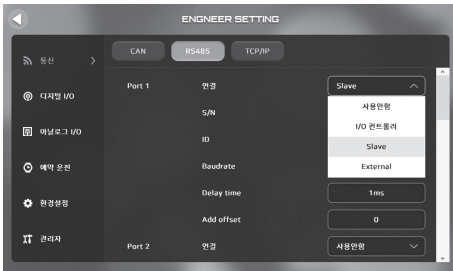 ENGNEER SETTING
CAN RS485 TCP/IP
통신
디지털 I/O
아날로그 I/O
예약 운전
환경설정
관리자
Port 1 연결 Slave
사용안함
I/O 컨트롤러
Slave
External
S/N
ID
Baudrate
Delay time 1ms
Add offset 0
Port 2 연결 사용안함